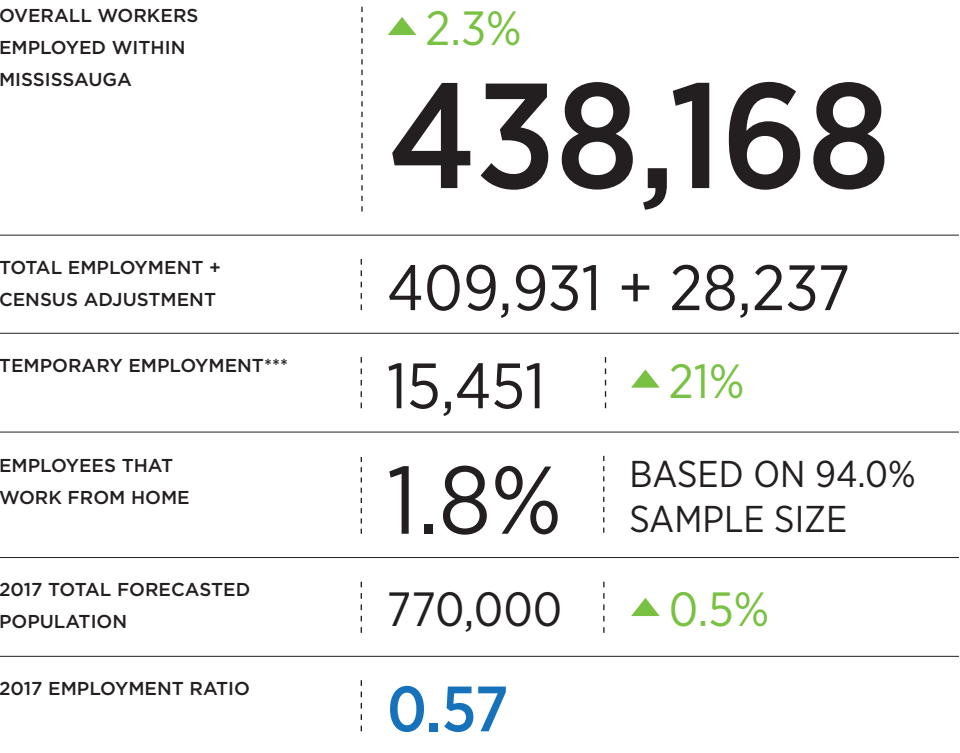 OVERALL WORKERS
EMPLOYED WITHIN
MISSISSAUGA
▲ 2.3%
438,168
TOTAL EMPLOYMENT +
CENSUS ADJUSTMENT
409,931 + 28,237
TEMPORARY EMPLOYMENT***
15,451
▲ 21%
EMPLOYEES THAT
WORK FROM HOME
1.8%
BASED ON 94.0%
SAMPLE SIZE
2017 TOTAL FORECASTED
POPULATION
770,000
▲ 0.5%
2017 EMPLOYMENT RATIO
0.57